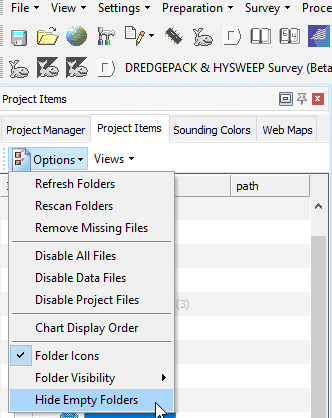 File View Settings Preparation Survey Proce
DREDGEPACK & HYSWEEP Survey (Beta
Project Items
Project Manager Project Items Sounding Colors Web Maps
Options Views
path
Refresh Folders
Rescan Folders
Remove Missing Files
Disable All Files
Disable Data Files
Disable Project Files
(3)
Chart Display Order
Folder Icons
Folder Visibility
Hide Empty Folders